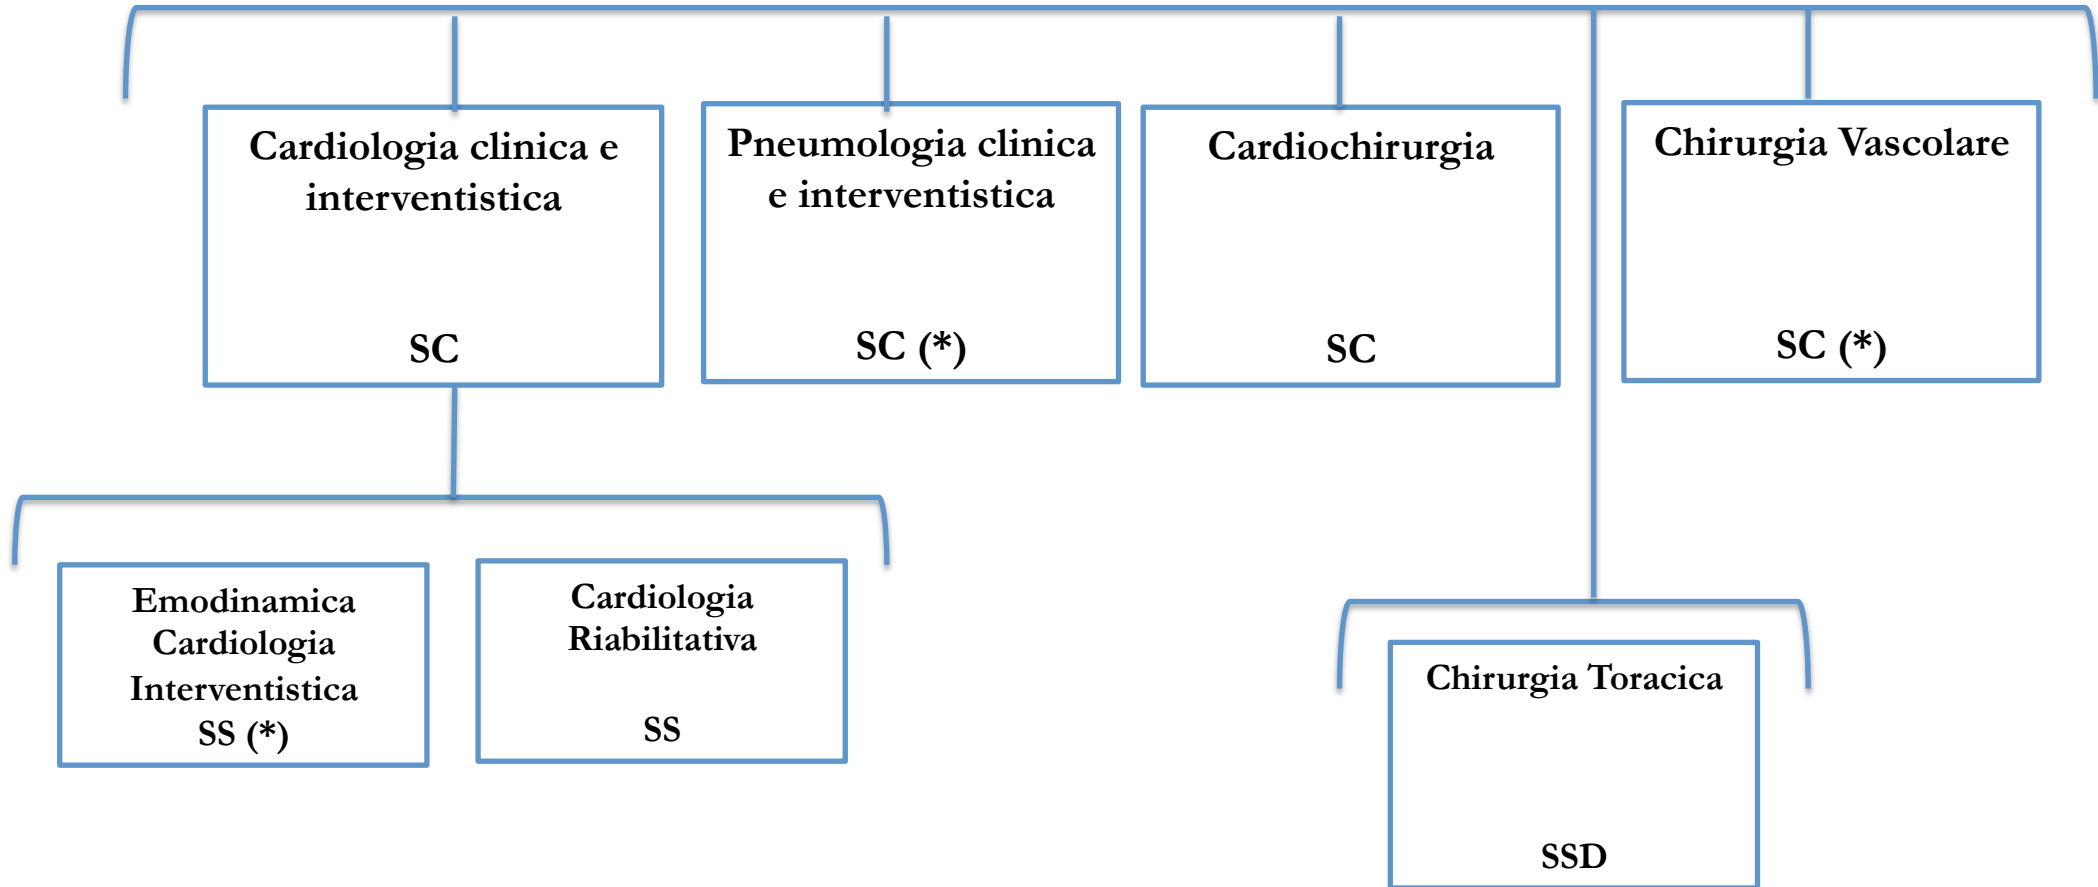 Cardiologia clinica e
interventistica
SC
Pneumologia clinica
e interventistica
SC (*)
Cardiochirurgia
SC
Chirurgia Vascolare
SC (*)
Emodinamica
Cardiologia
Interventistica
SS (*)
Cardiologia
Riabilitativa
SS
Chirurgia Toracica
SSD